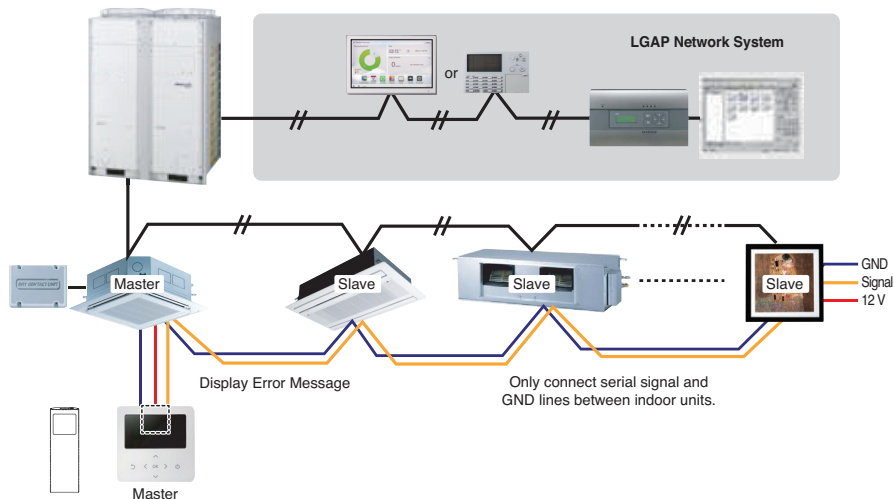 LGAP Network System
or
Master
Slave
Slave
Slave
GND
Signal
12 V
Display Error Message
Only connect serial signal and
GND lines between indoor units.
OK
Master